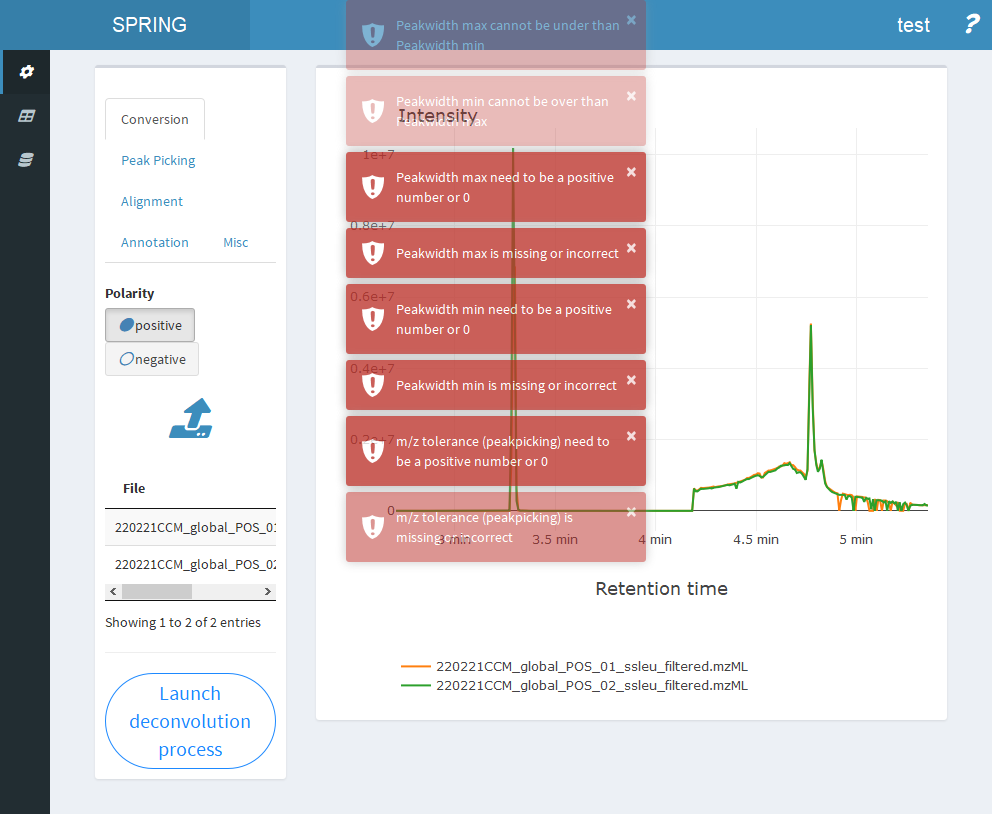 SPRING
test
?
Conversion
Peak Picking
Alignment
Annotation
Misc
Polarity
positive
negative
File
220221CCM_global_POS_01
220221CCM_global_POS_02
Showing 1 to 2 of 2 entries
Launch
deconvolution
process
Peakwidth max cannot be under than
Peakwidth min
×
Peakwidth min cannot be over than
Peakwidth max
×
Peakwidth max need to be a positive
number or 0
×
Peakwidth max is missing or incorrect
×
Peakwidth min need to be a positive
number or 0
×
Peakwidth min is missing or incorrect
×
m/z tolerance (peakpicking) need to
be a positive number or 0
×
m/z tolerance (peakpicking) is
missing or incorrect
×
Intensity
1e+7
0.8e+7
0.6e+7
0.4e+7
0.2e+7
0
3 min
3.5 min
4 min
4.5 min
5 min
Retention time
220221CCM_global_POS_01_ssleu_filtered.mzML
220221CCM_global_POS_02_ssleu_filtered.mzML